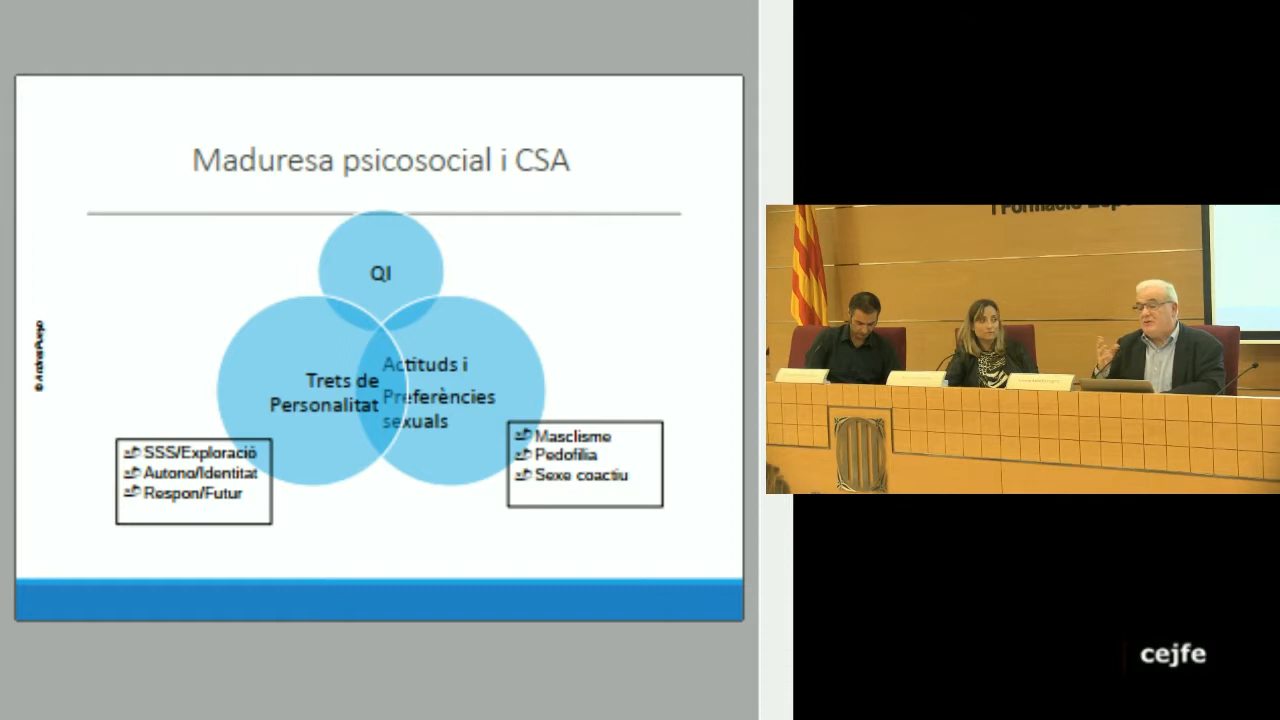 Maduresa psicosocial i CSA
QI
Trets de
Personalitat
Actituds i
Preferències
sexuals
SSS/Exploració
Autono/Identitat
Respon/Futur
Masclisme
Pedofília
Sexe coactiu
cejfe